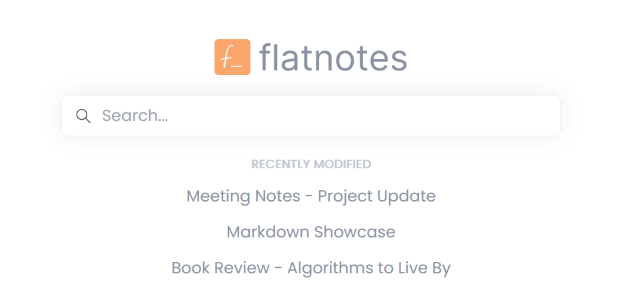 f_ flatnotes
Search...
RECENTLY MODIFIED
Meeting Notes - Project Update
Markdown Showcase
Book Review - Algorithms to Live By